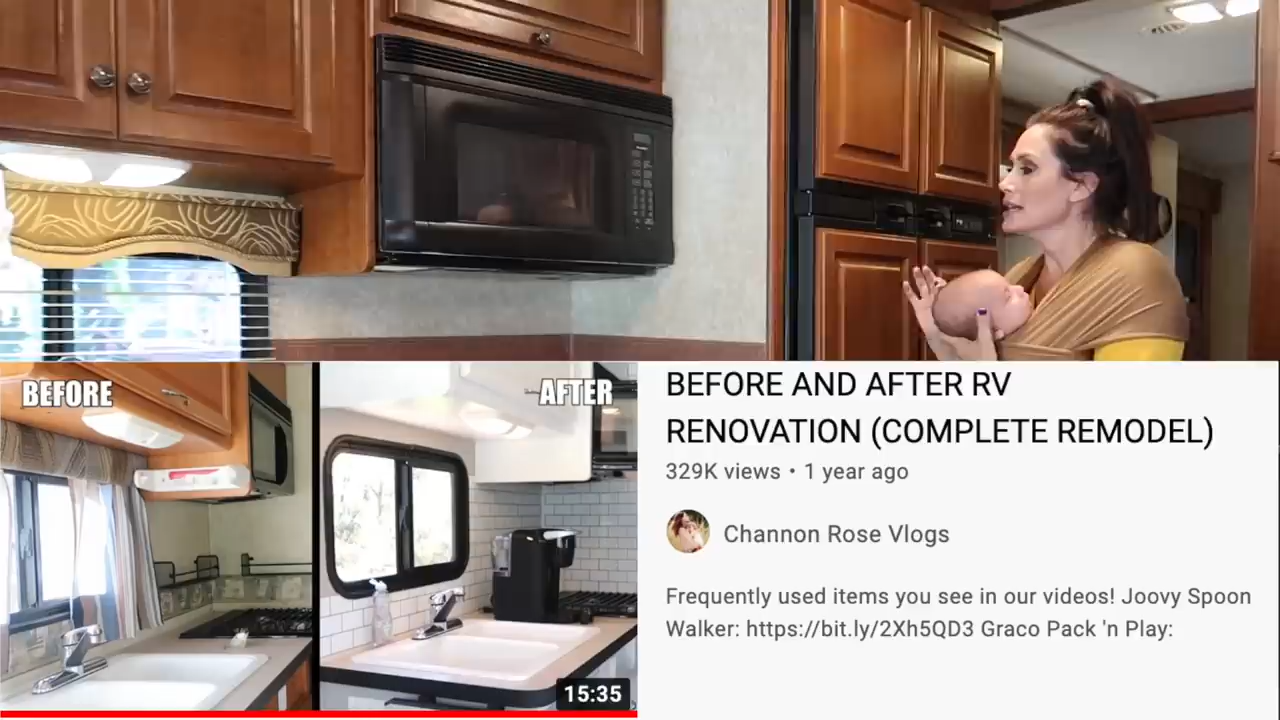 BEFORE
AFTER
15:35
BEFORE AND AFTER RV
RENOVATION (COMPLETE REMODEL)
329K views • 1 year ago
Channon Rose Vlogs
Frequently used items you see in our videos! Joovy Spoon
Walker: https://bit.ly/2Xh5QD3 Graco Pack 'n Play: